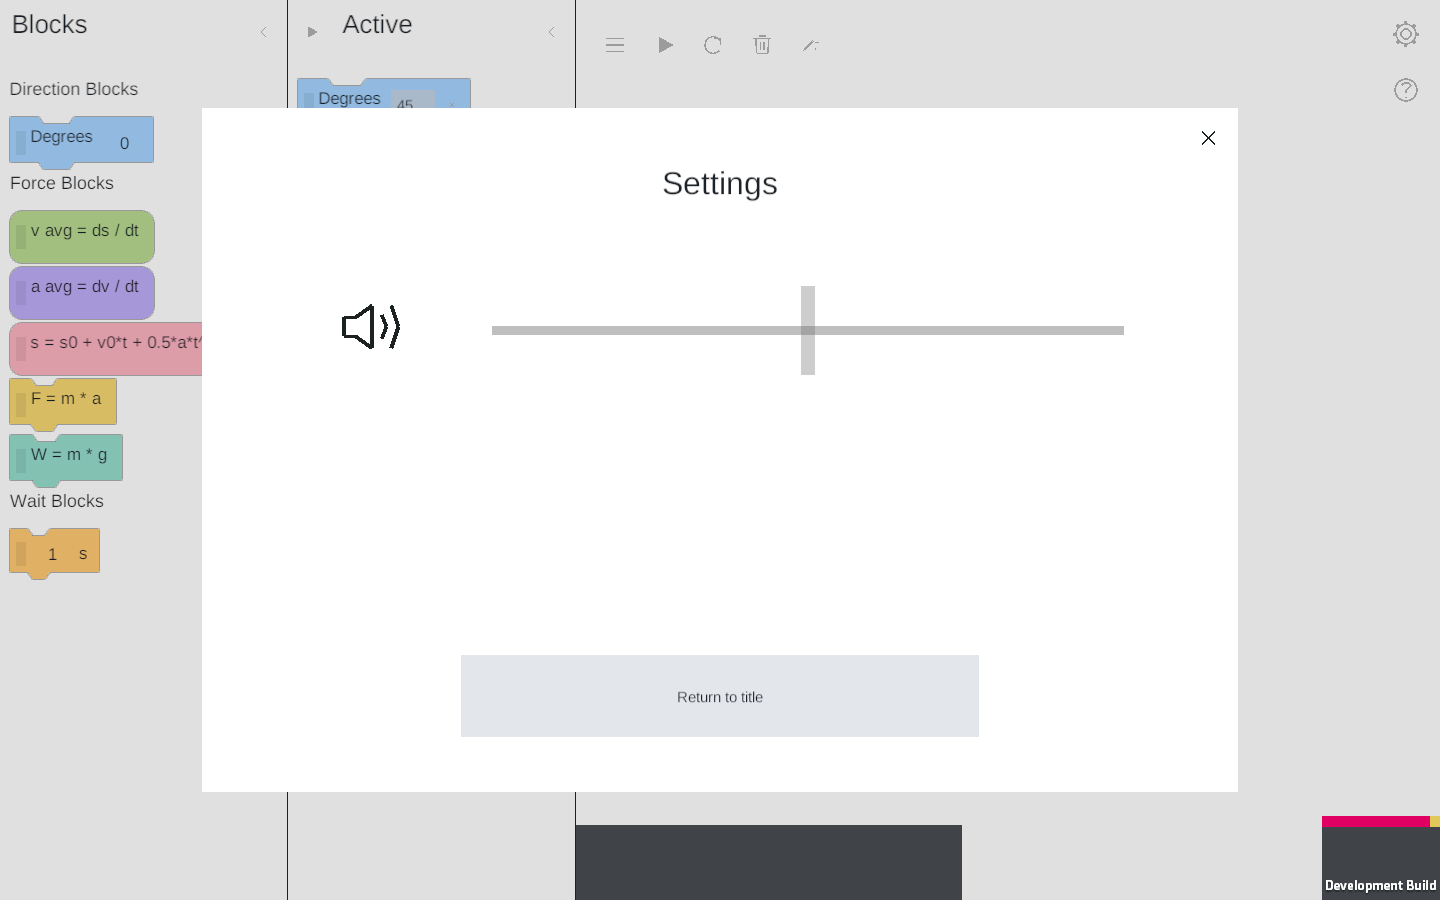 Blocks
Active
Direction Blocks
Degrees 0
Degrees 45
Force Blocks
v avg = ds / dt
a avg = dv / dt
s = s0 + v0*t + 0.5*a*t^
F = m * a
W = m * g
Wait Blocks
1 s
Settings
Return to title
Development Build